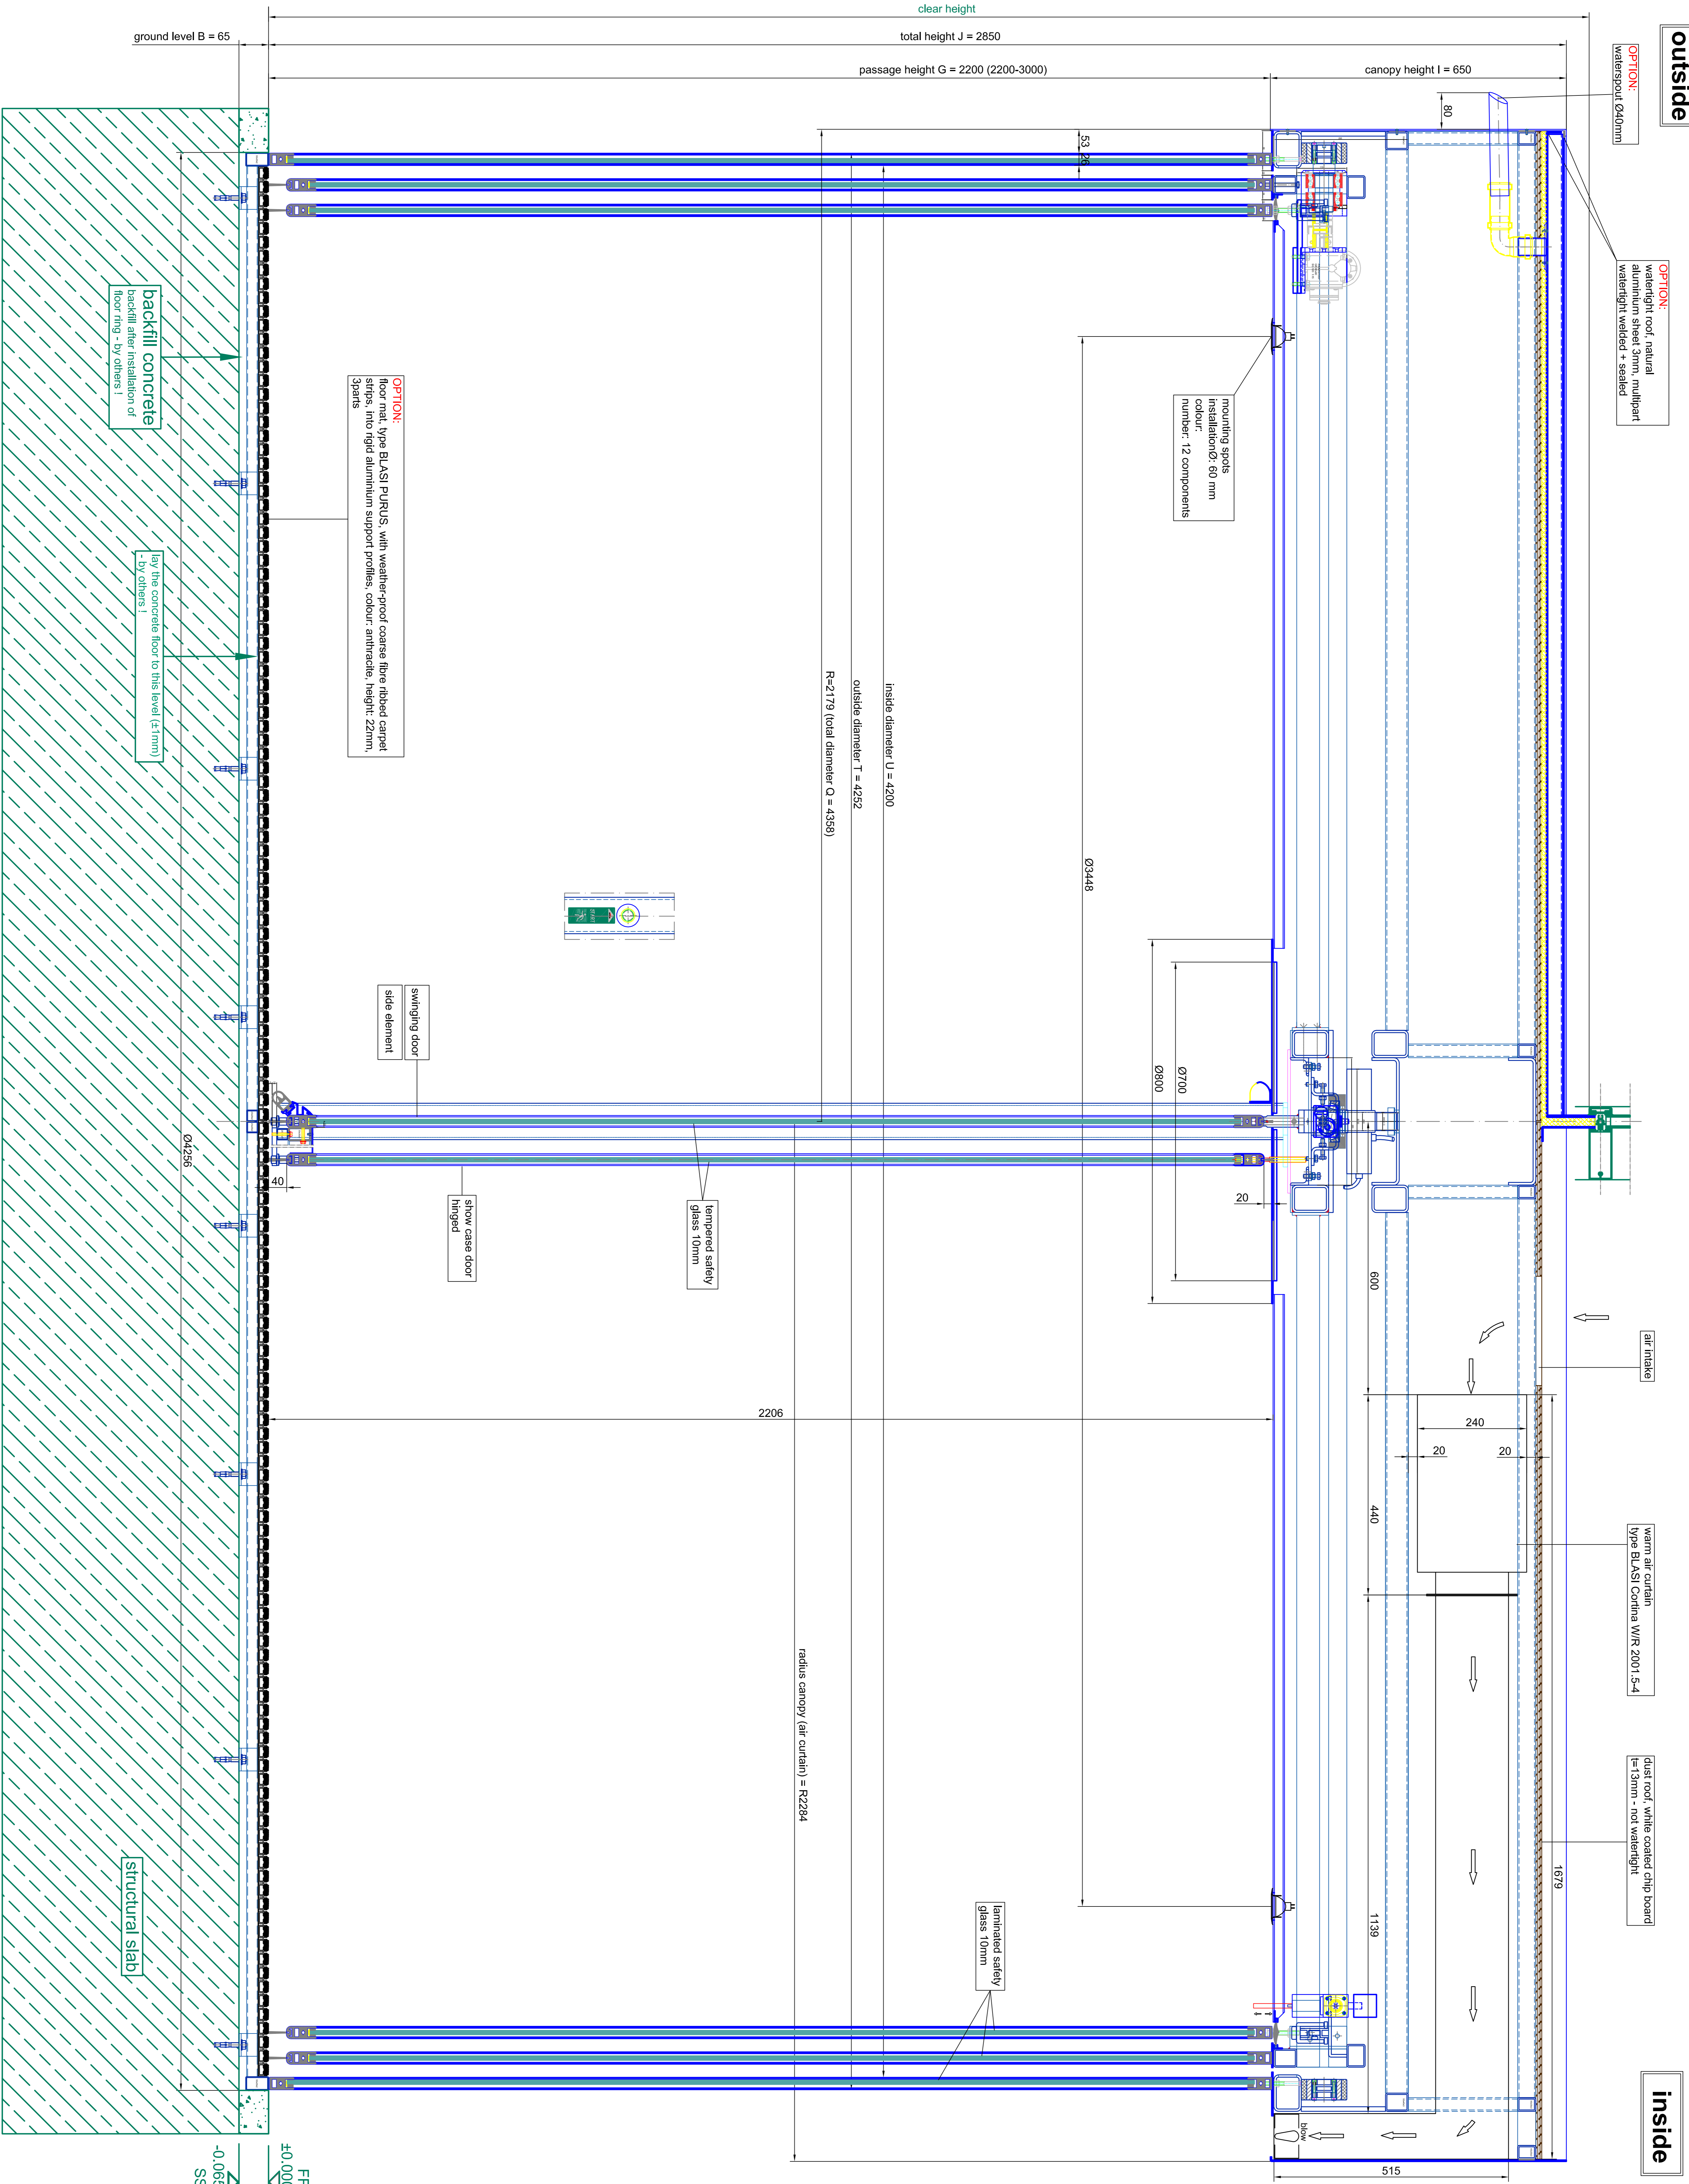 outside
inside
clear height
ground level B = 65
total height J = 2850
passage height G = 2200 (2200-3000)
canopy height I = 650
OPTION:
waterspout Ø40mm
80
OPTION:
watertight roof, natural
aluminium sheet 3mm, multipart
watertight welded + sealed
53
26
mounting spots
installationØ: 60 mm
colour:
number: 12 components
backfill concrete
backfill after installation of
floor ring - by others !
OPTION:
floor mat, type BLASI PURUS, with weather-proof coarse fibre ribbed carpet
strips, into rigid aluminium support profiles, colour: anthracite, height: 22mm,
3parts
lay the concrete floor to this level (±1mm)
- by others !
inside diameter U = 4200
outside diameter T = 4252
R=2179 (total diameter Q = 4358)
Ø3448
Ø800
Ø700
swinging door
side element
Ø4256
40
20
tempered safety
glass 10mm
show case door
hinged
600
air intake
2206
240
20
20
440
warm air curtain
type BLASI Cortina W/R 2001.5-4
dust roof, white coated chip board
t=13mm - not watertight
1679
1139
radius canopy (air curtain) = R2284
laminated safety
glass 10mm
structural slab
blow
515
±0.000
-0.065